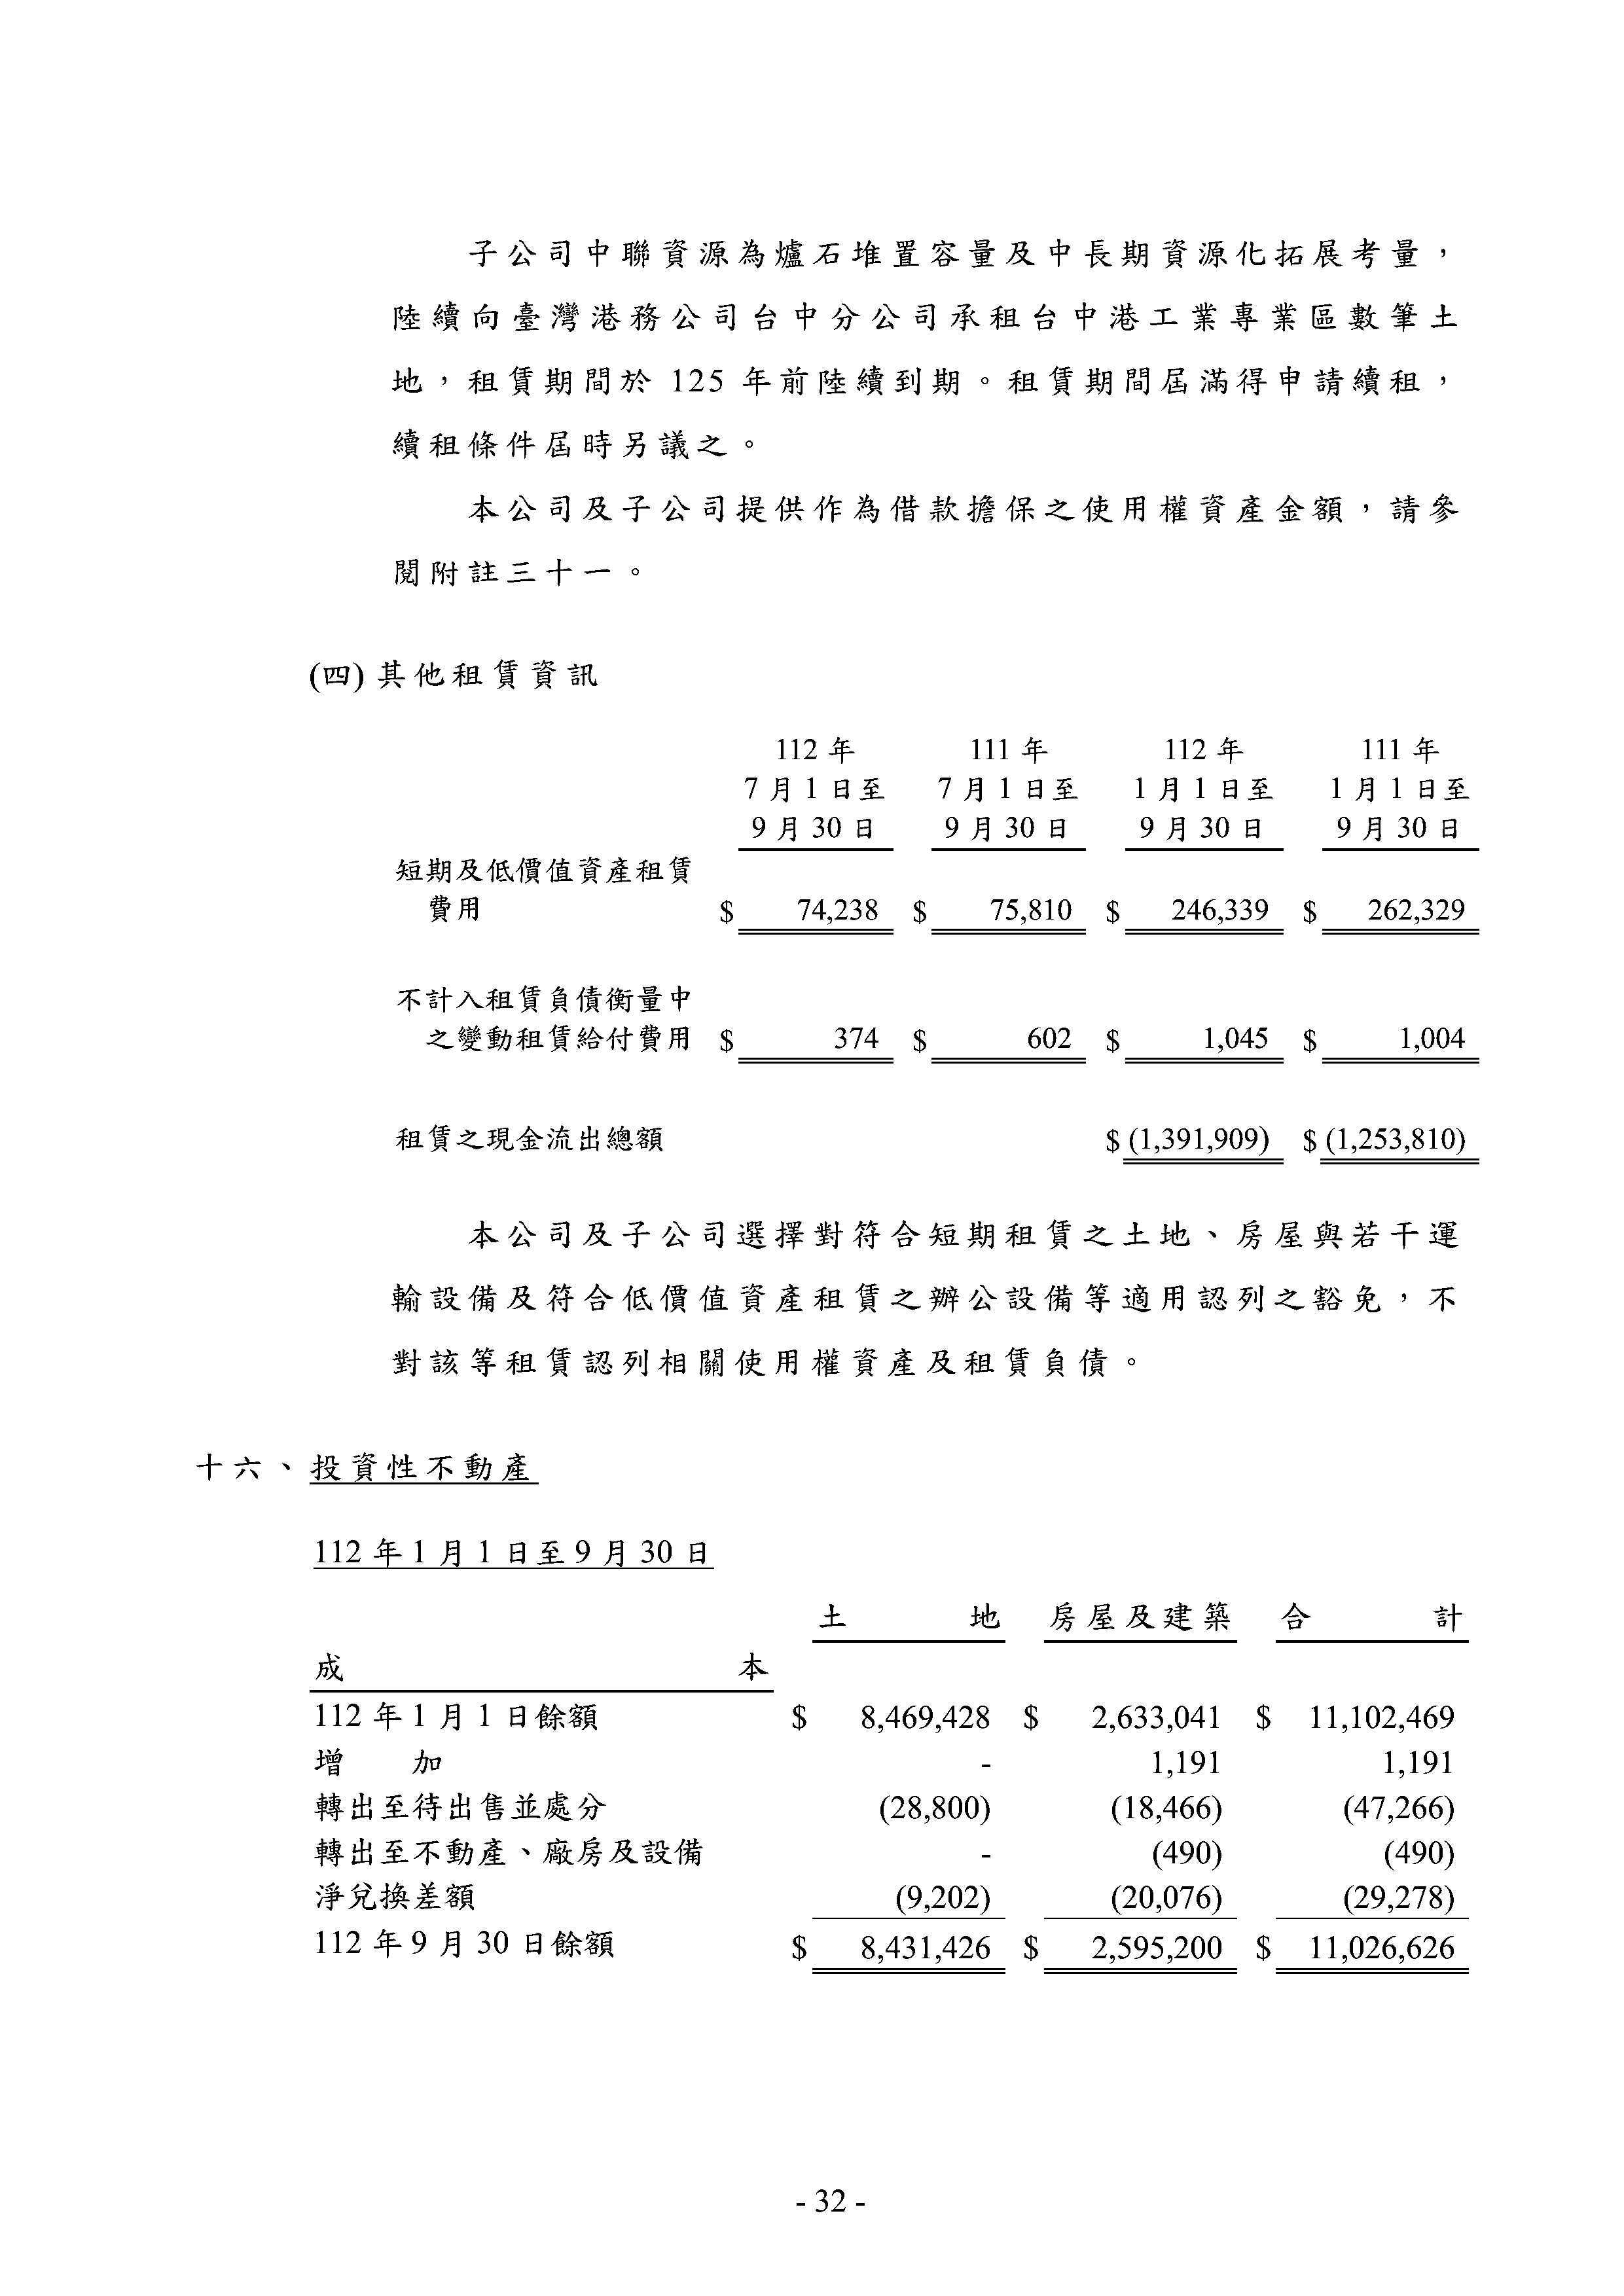 子公司中聯資源為爐石堆置容量及中長期資源化拓展考量，
陸續向臺灣港務公司台中分公司承租台中港工業專業區數筆土
地，租賃期間於 125 年前陸續到期。租賃期間屆滿得申請續租，
續租條件屆時另議之。
本公司及子公司提供作為借款擔保之使用權資產金額，請參
閱附註三十一。
(四) 其他租賃資訊
112 年 111 年 112 年 111 年
7 月 1 日至 7 月 1 日至 1 月 1 日至 1 月 1 日至
9 月 30 日 9 月 30 日 9 月 30 日 9 月 30 日
短期及低價值資產租賃
費用 $ 74,238 $ 75,810 $ 246,339 $ 262,329
不計入租賃負債衡量中
之變動租賃給付費用 $ 374 $ 602 $ 1,045 $ 1,004
租賃之現金流出總額 $ (1,391,909) $ (1,253,810)
本公司及子公司選擇對符合短期租賃之土地、房屋與若干運
輸設備及符合低價值資產租賃之辦公設備等適用認列之豁免，不
對該等租賃認列相關使用權資產及租賃負債。
十六、投資性不動產
112 年 1 月 1 日至 9 月 30 日
土 地 房屋及建築 合 計
成 本
112 年 1 月 1 日餘額 $ 8,469,428 $ 2,633,041 $ 11,102,469
增 加 - 1,191 1,191
轉出至待出售並處分 (28,800) (18,466) (47,266)
轉出至不動產、廠房及設備 - (490) (490)
淨兌換差額 (9,202) (20,076) (29,278)
112 年 9 月 30 日餘額 $ 8,431,426 $ 2,595,200 $ 11,026,626
- 32 -